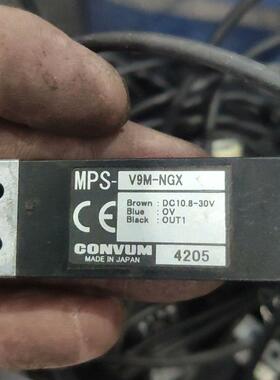 MPS- V9M-NGX
CE
Brown : DC10.8-30V
Blue : 0V
Black : OUT1
CONVUM
MADE IN JAPAN
4205